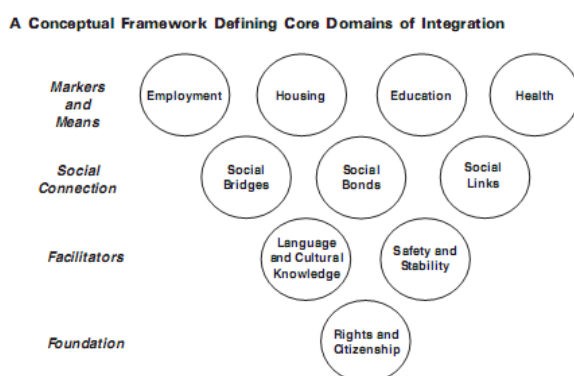 A Conceptual Framework Defining Core Domains of Integration
Markers
and
Means
Employment
Housing
Education
Health
Social
Connection
Social
Bridges
Social
Bonds
Social
Links
Facilitators
Language
and Cultural
Knowledge
Safety and
Stability
Foundation
Rights and
Citizenship